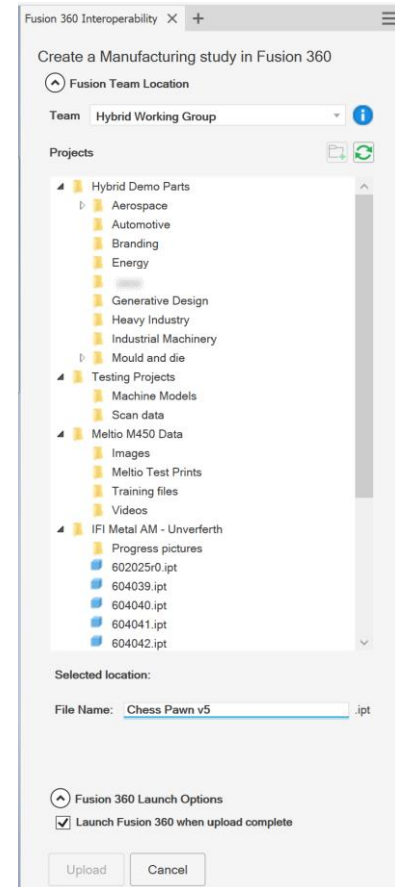 Fusion 360 Interoperability
Create a Manufacturing study in Fusion 360
Fusion Team Location
Team Hybrid Working Group
Projects
Hybrid Demo Parts
Aerospace
Automotive
Branding
Energy
Generative Design
Heavy Industry
Industrial Machinery
Mould and die
Testing Projects
Machine Models
Scan data
Meltio M450 Data
Images
Meltio Test Prints
Training files
Videos
IFI Metal AM - Unverferth
Progress pictures
602025r0.ipt
604039.ipt
604040.ipt
604041.ipt
604042.ipt
Selected location:
File Name: Chess Pawn v5 .ipt
Fusion 360 Launch Options
Launch Fusion 360 when upload complete
Upload Cancel